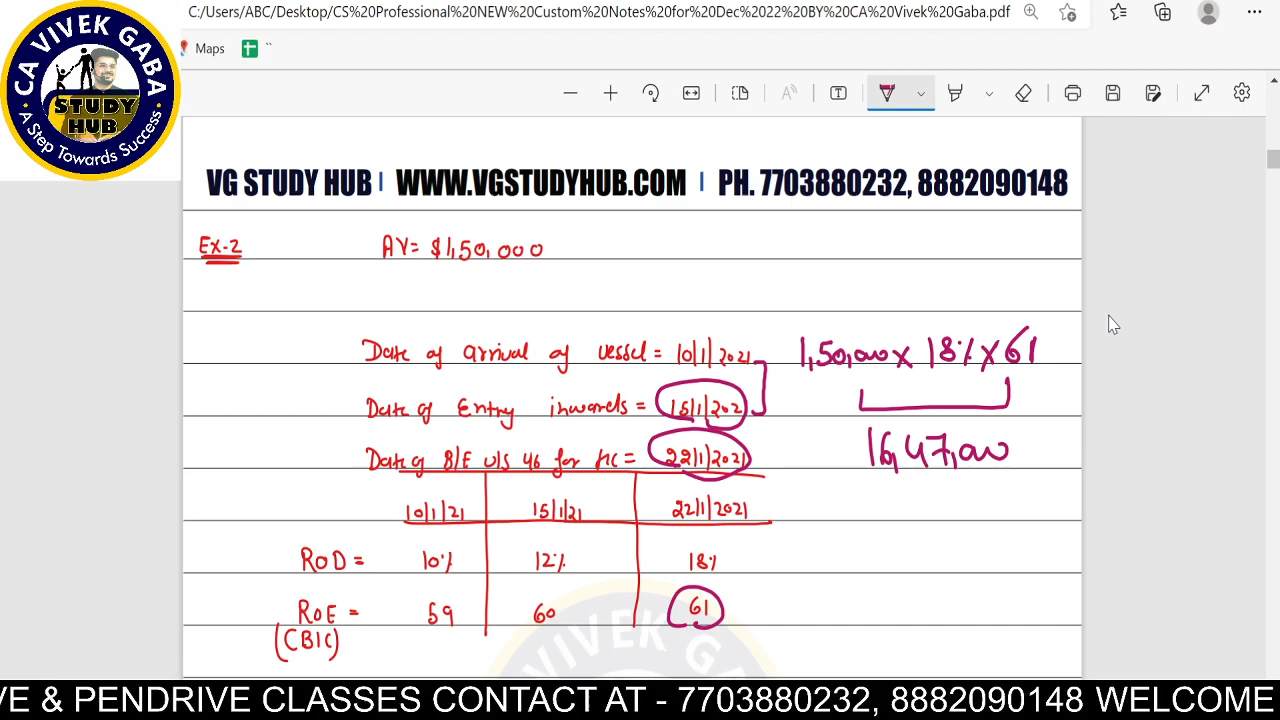 C:/Users/ABC/Desktop/CS%20Professional%20NEW%20Custom%20Notes%20for%20Dec%2022%20BY%20CA%20Vivek%20Gaba.pdf
Maps
CA VIVEK GABA
STUDY
HUB
A Step Towards Success
VG STUDY HUB | WWW.VGSTUDYHUB.COM | PH. 7703880232, 8882090148
Ex-2 AV= $1,50,000
Date of arrival of vessel = 10/1/2021
1,50,000 x 18% x 61
Date of Entry inwards = 15/1/202
Date of B/E u/s 46 for HC = 22/1/2021
16,47,000
10/1/21 15/1/21 22/1/2021
ROD = 10% 12% 18%
ROE = 59 60 61
(CBIC)
VE & PENDRIVE CLASSES CONTACT AT - 7703880232, 8882090148 WELCOME